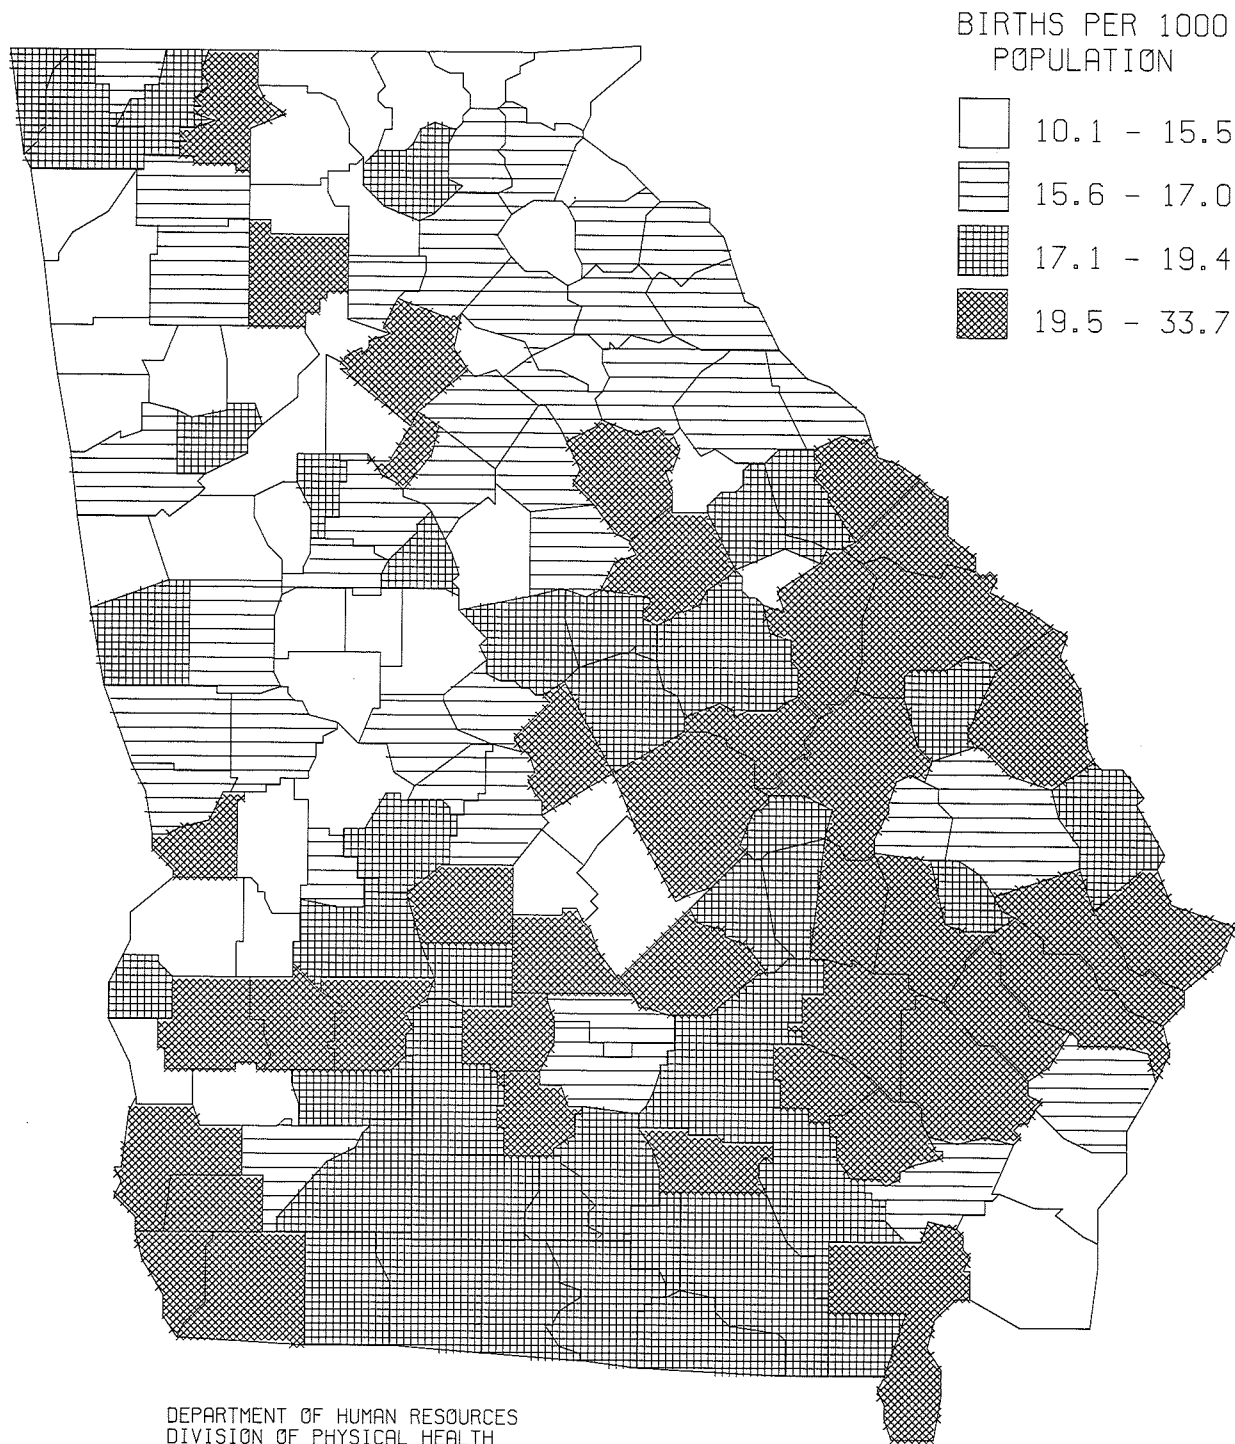 BIRTHS PER 1000
POPULATION
10.1 - 15.5
15.6 - 17.0
17.1 - 19.4
19.5 - 33.7
DEPARTMENT OF HUMAN RESOURCES
DIVISION OF PHYSICAL HEALTH